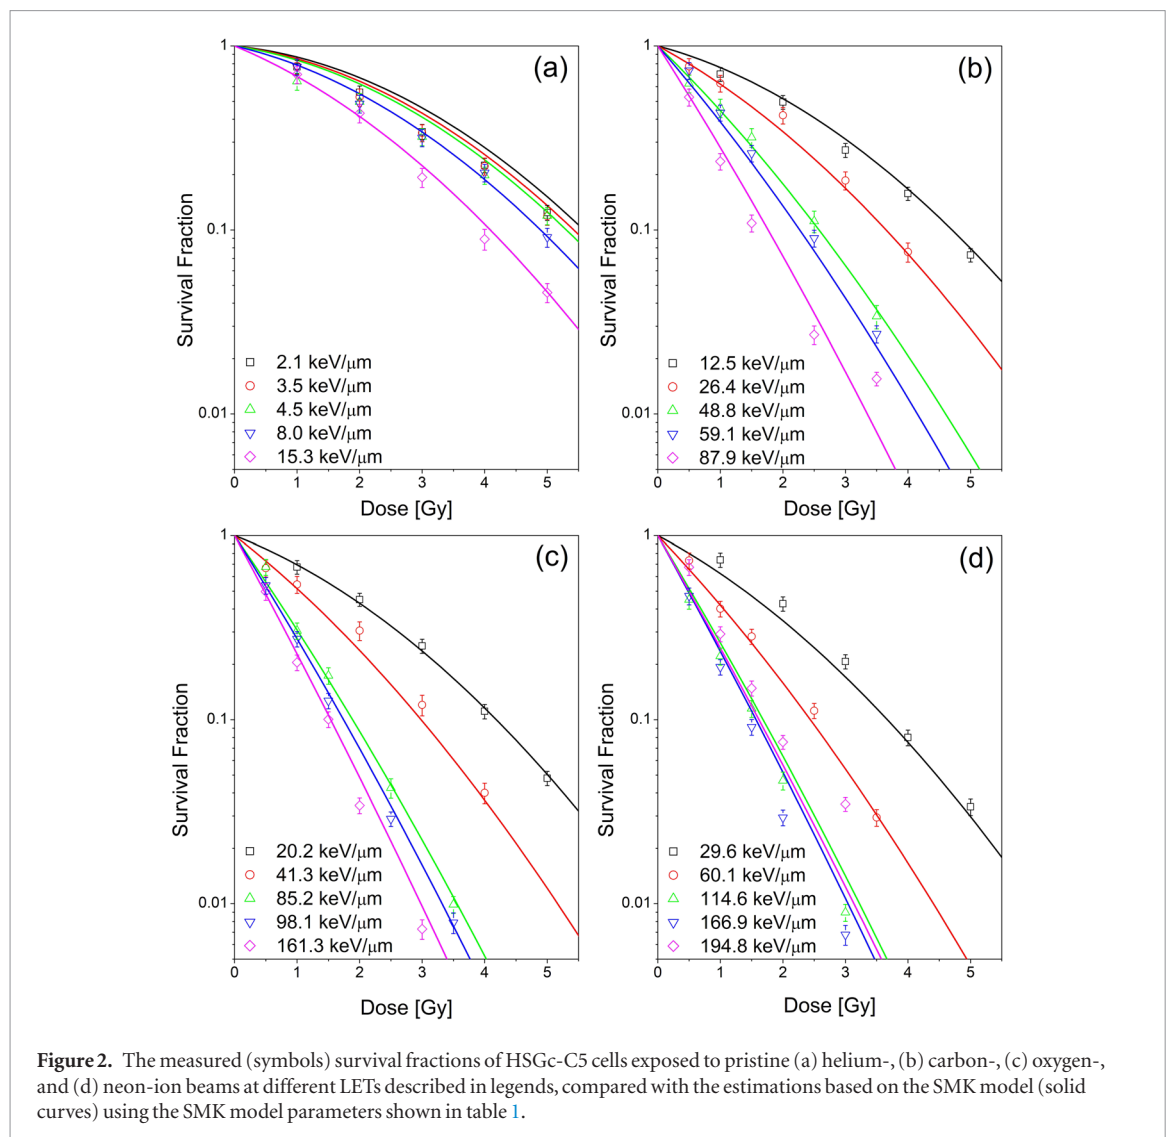 (a)
Survival Fraction
1
0.1
0.01
2.1 keV/μm
3.5 keV/μm
4.5 keV/μm
8.0 keV/μm
15.3 keV/μm
0 1 2 3 4 5
Dose [Gy]
(b)
Survival Fraction
1
0.1
0.01
12.5 keV/μm
26.4 keV/μm
48.8 keV/μm
59.1 keV/μm
87.9 keV/μm
0 1 2 3 4 5
Dose [Gy]
(c)
Survival Fraction
1
0.1
0.01
20.2 keV/μm
41.3 keV/μm
85.2 keV/μm
98.1 keV/μm
161.3 keV/μm
0 1 2 3 4 5
Dose [Gy]
(d)
Survival Fraction
1
0.1
0.01
29.6 keV/μm
60.1 keV/μm
114.6 keV/μm
166.9 keV/μm
194.8 keV/μm
0 1 2 3 4 5
Dose [Gy]
Figure 2. The measured (symbols) survival fractions of HSGc-C5 cells exposed to pristine (a) helium-, (b) carbon-, (c) oxygen-,
and (d) neon-ion beams at different LETs described in legends, compared with the estimations based on the SMK model (solid
curves) using the SMK model parameters shown in table 1.